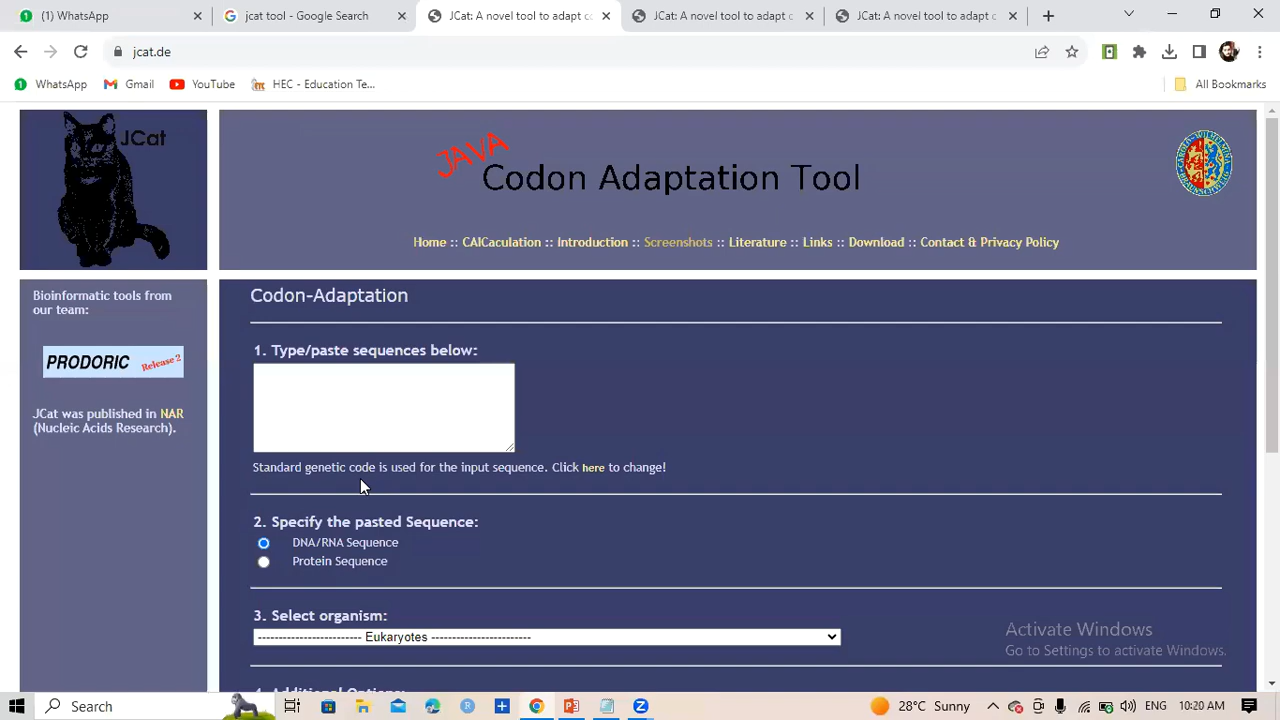 (1) WhatsApp
jcat tool - Google Search
JCat: A novel tool to adapt c
JCat: A novel tool to adapt c
JCat: A novel tool to adapt c
jcat.de
WhatsApp
Gmail
YouTube
HEC - Education Te...
All Bookmarks
JCat
JAVA
Codon Adaptation Tool
Home :: CAICaculation :: Introduction :: Screenshots :: Literature :: Links :: Download :: Contact & Privacy Policy
Bioinformatic tools from
our team:
PRODORIC Release 2
JCat was published in NAR
(Nucleic Acids Research).
Codon-Adaptation
1. Type/paste sequences below:
Standard genetic code is used for the input sequence. Click here to change!
2. Specify the pasted Sequence:
DNA/RNA Sequence
Protein Sequence
3. Select organism:
------------------------- Eukaryotes ------------------------
4. Additional Options:
Activate Windows
Go to Settings to activate Windows.
Search
28°C Sunny
ENG
10:20 AM